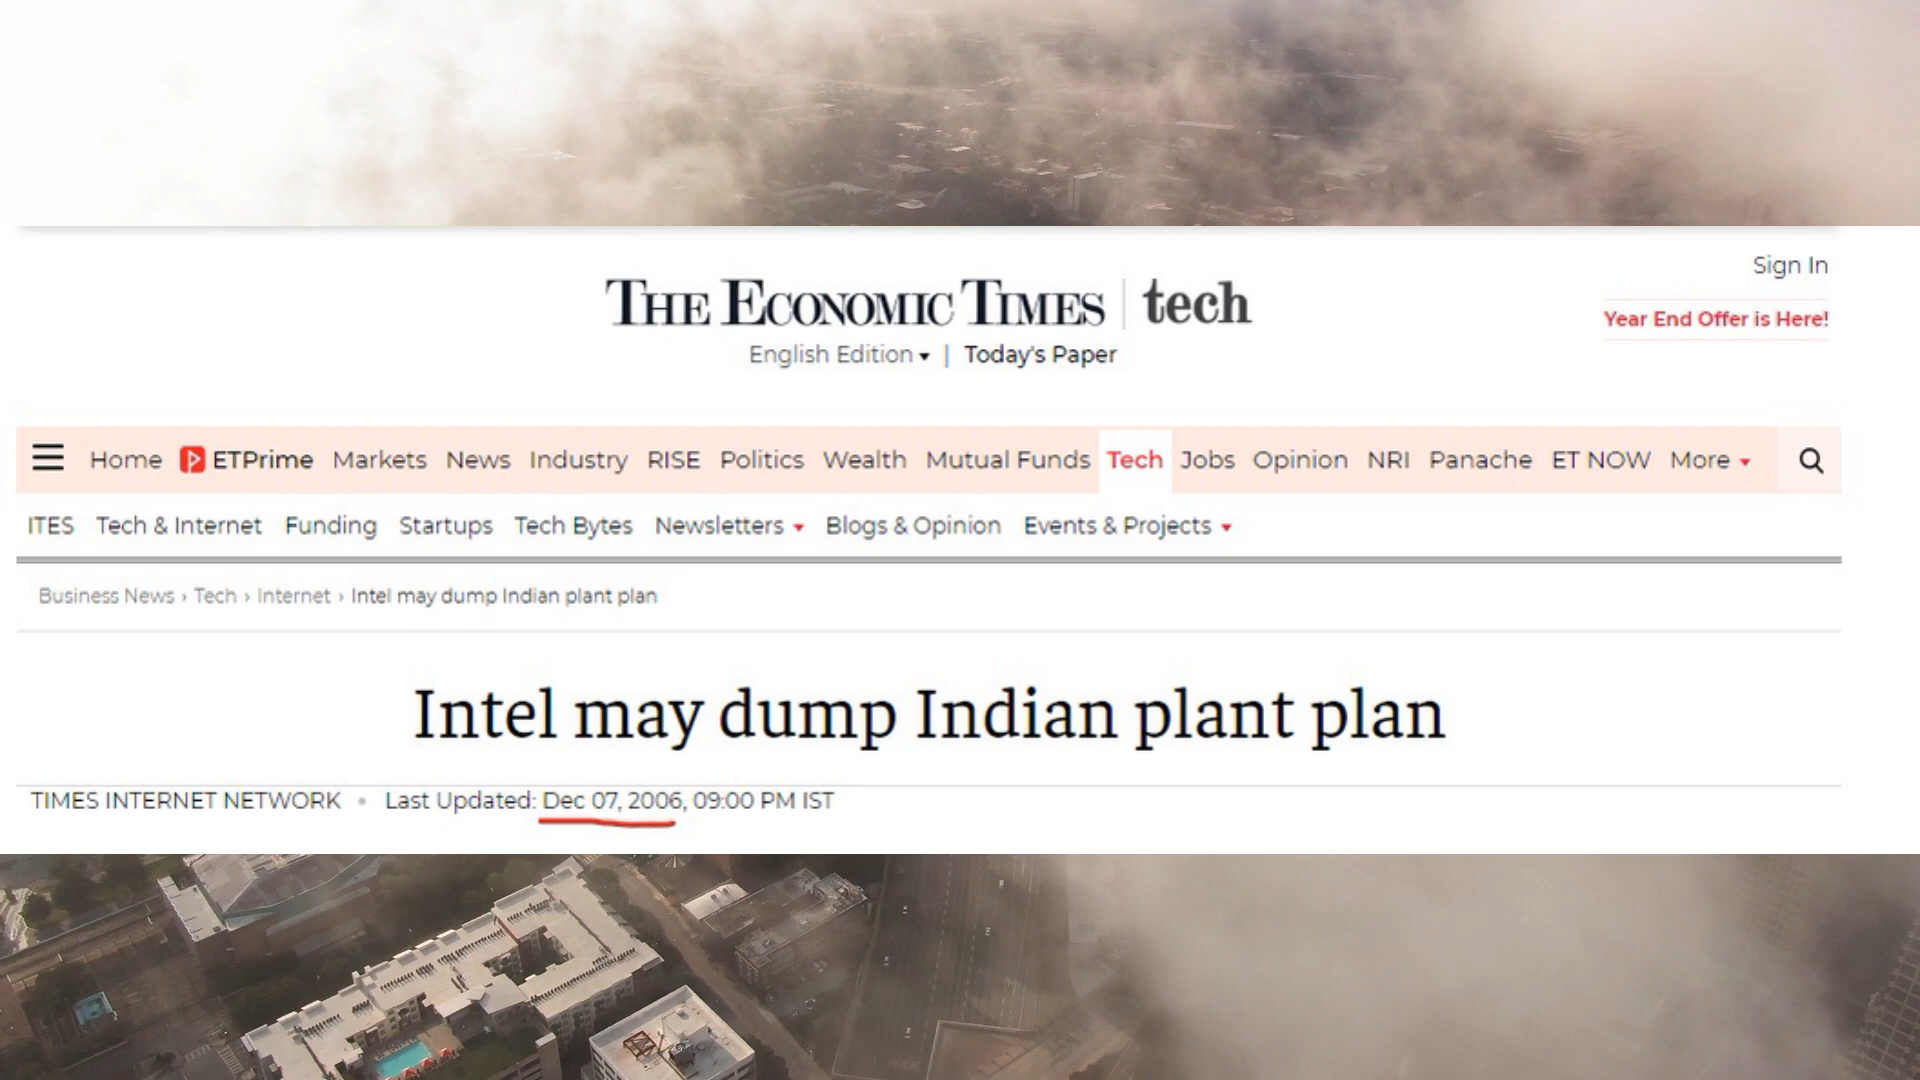 Sign In
THE ECONOMIC TIMES | tech
Year End Offer is Here!
English Edition | Today's Paper
Home ETPrime Markets News Industry RISE Politics Wealth Mutual Funds Tech Jobs Opinion NRI Panache ET NOW More
ITES Tech & Internet Funding Startups Tech Bytes Newsletters Blogs & Opinion Events & Projects
Business News › Tech › Internet › Intel may dump Indian plant plan
Intel may dump Indian plant plan
TIMES INTERNET NETWORK • Last Updated: Dec 07, 2006, 09:00 PM IST